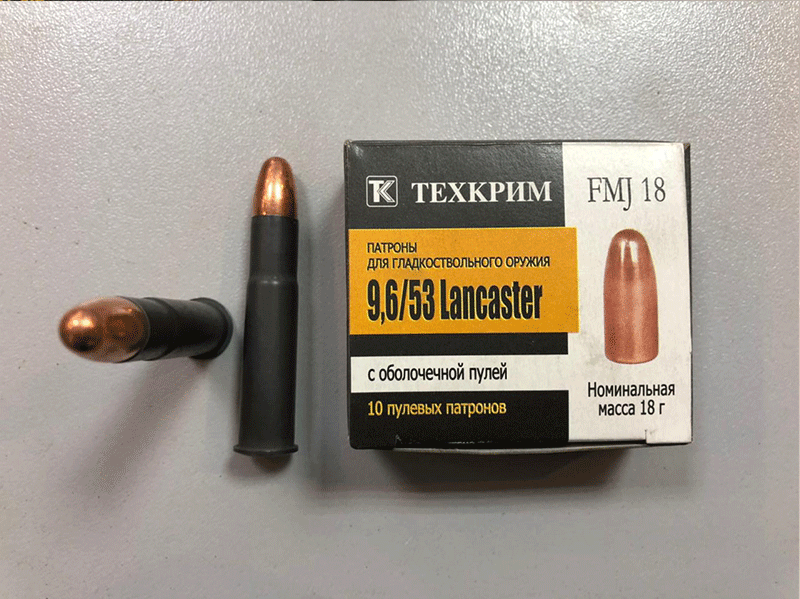 ТК ТЕХКРИМ
FMJ 18
ПАТРОНЫ
ДЛЯ ГЛАДКОСТВОЛЬНОГО ОРУЖИЯ
9,6/53 Lancaster
с оболочечной пулей
10 пулевых патронов
Номинальная
масса 18 г